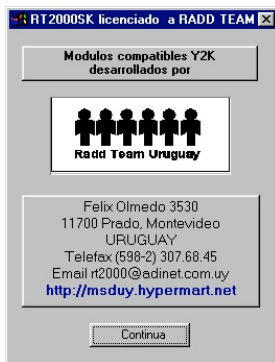 RT2000SK licenciado a RADD TEAM
Modulos compatibles Y2K
desarrollados por
Radd Team Uruguay
Felix Olmedo 3530
11700 Prado, Montevideo
URUGUAY
Telefax (598-2) 307.68.45
Email rt2000@adinet.com.uy
http://msduy.hypermart.net
Continua